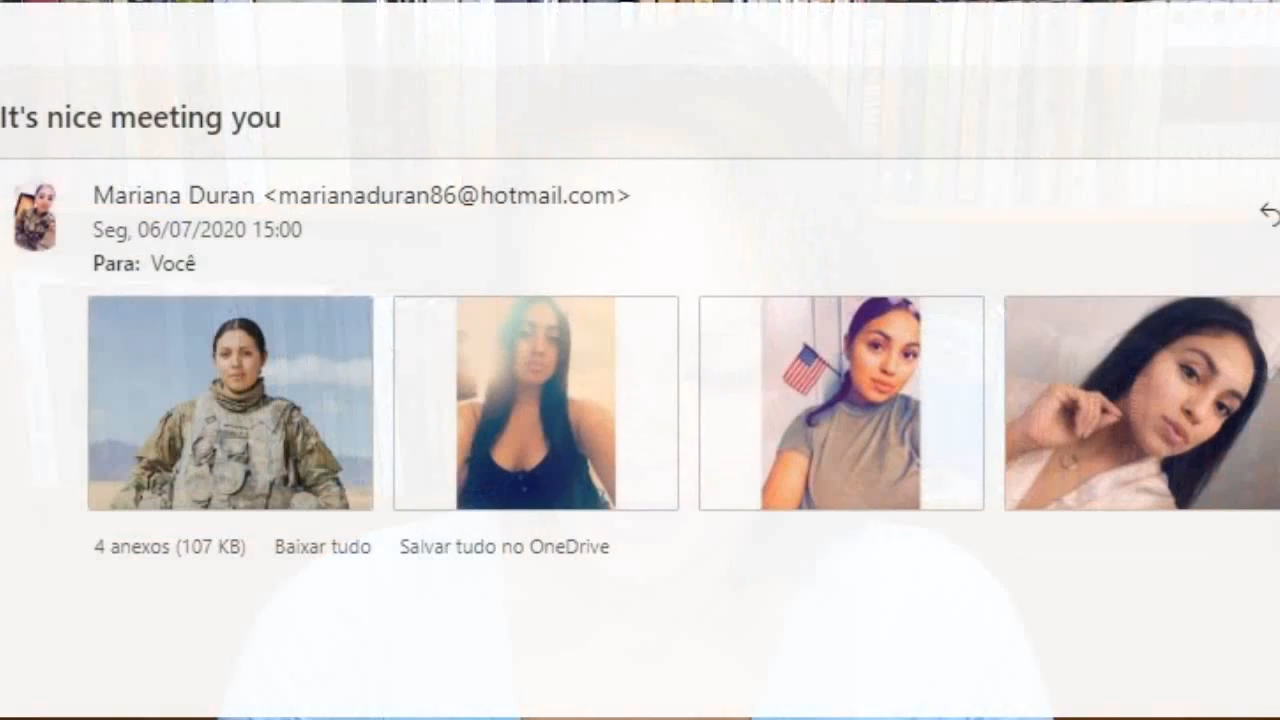 It's nice meeting you
Mariana Duran <marianaduran86@hotmail.com>
Seg, 06/07/2020 15:00
Para: Você
4 anexos (107 KB) Baixar tudo Salvar tudo no OneDrive